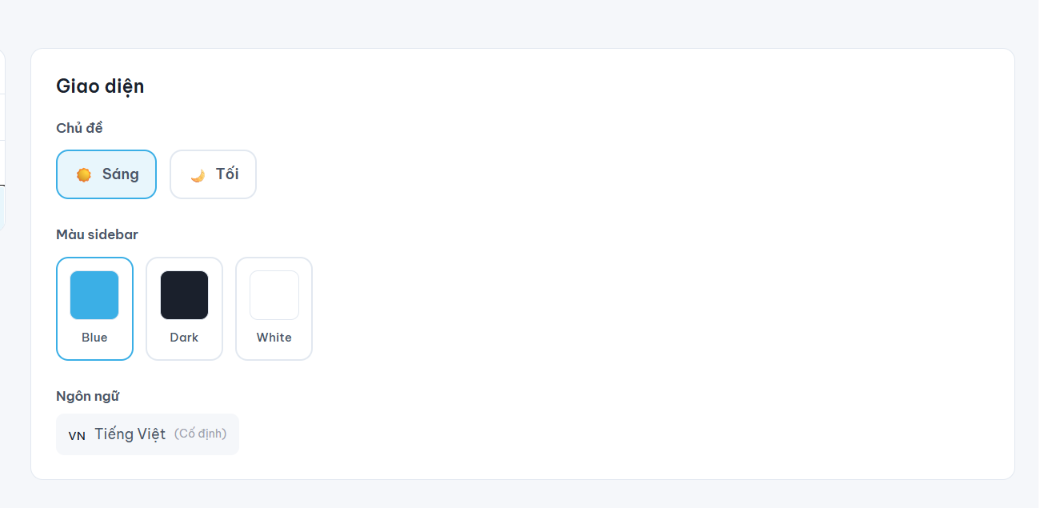 Giao diện
Chủ đề
Sáng Tối
Màu sidebar
Blue Dark White
Ngôn ngữ
VN Tiếng Việt (Cố định)